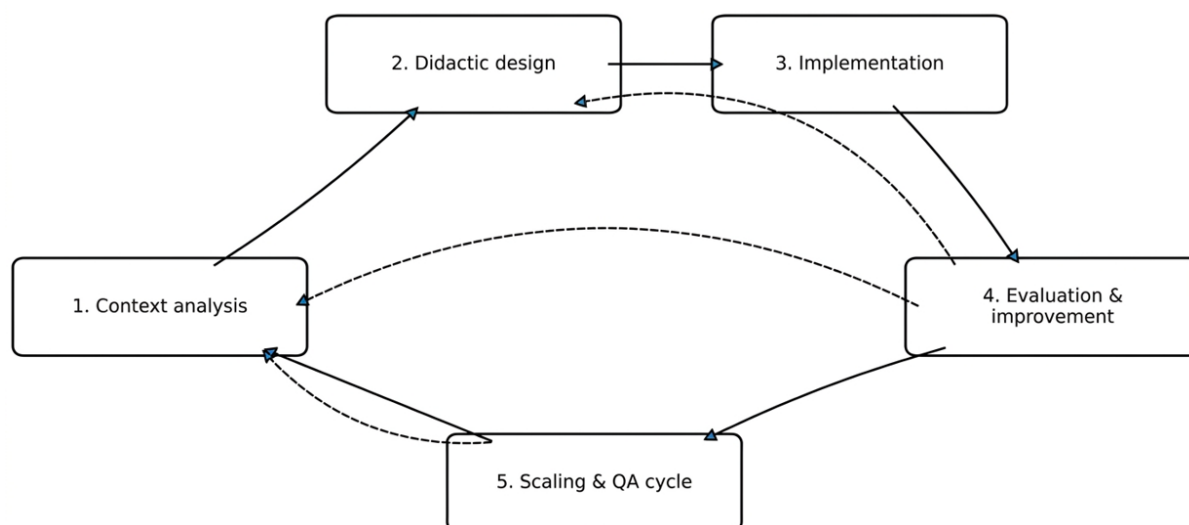 2. Didactic design
3. Implementation
1. Context analysis
4. Evaluation &
improvement
5. Scaling & QA cycle